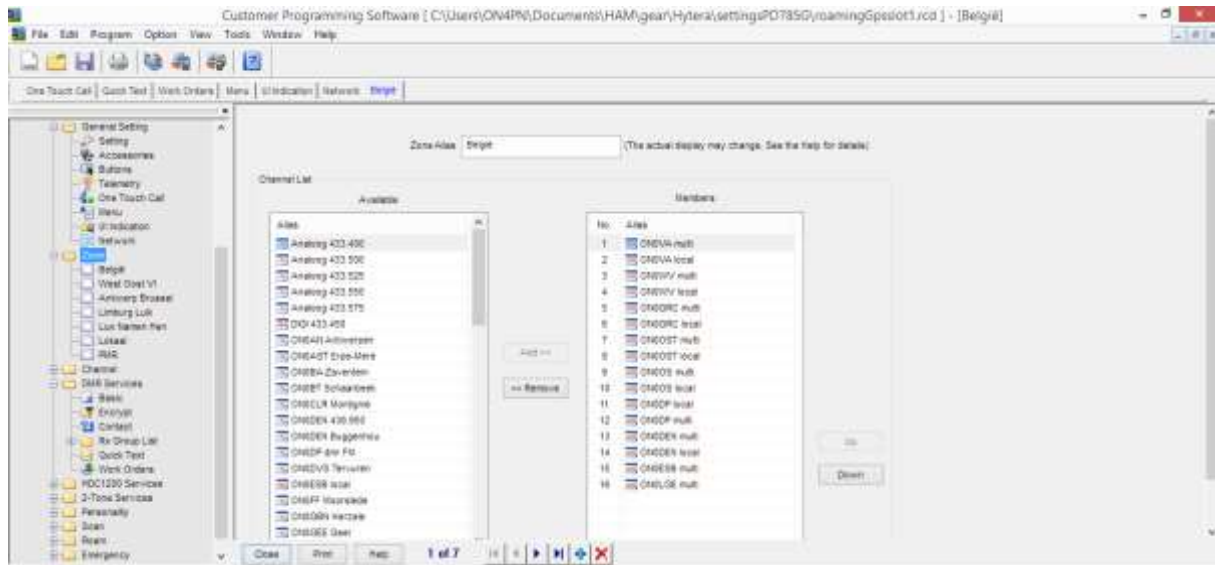 Customer Programming Software [ C:\Users\ON4PN\Documents\HAM\gear\Hytera\settingsPD785G\roamingGpsslot1.rcd ] - [België]
File Edit Program Option View Tools Window Help
One Touch Call Quick Text Work Orders Menu UI Indication Network België
General Setting
Setting
Accessories
Buttons
Telemetry
One Touch Call
Menu
UI Indication
Network
Zone
België
West Oost Vl
Antwerp Brussel
Limburg Luik
Lux Namen Hen
Lokaal
PMR
Channel
DMR Services
Basic
Encrypt
Contact
Rx Group List
Quick Text
Work Orders
HDC1200 Services
2-Tone Services
Personality
Scan
Roam
Emergency
Zone Alias België (The actual display may change. See the Help for details)
Channel List
Available
Alias
Analoog 433.450
Analoog 433.500
Analoog 433.525
Analoog 433.550
Analoog 433.575
DIGI 433.450
ON0AN Antwerpen
ON0AST Erpe-Mere
ON0BA Zaventem
ON0BT Schaarbeek
ON0CLR
ON0DEN
ON0DEN Buggenhout
ON0DP dmr FM
ON0DVS Tervuren
ON0ESB local
ON0FF Moorslede
ON0GBN Herzele
ON0GEE Geer
Add >>
<< Remove
Members
No. Alias
1 ON0VA multi
2 ON0VA local
3 ON0WV multi
4 ON0WV local
5 ON0ORC multi
6 ON0ORC local
7 ON0OST multi
8 ON0OST local
9 ON0OS multi
10 ON0OS local
11 ON0DP local
12 ON0DP multi
13 ON0DEN multi
14 ON0DEN local
15 ON0ESB multi
16 ON0LGE multi
Up
Down
Close Print Help 1 of 7